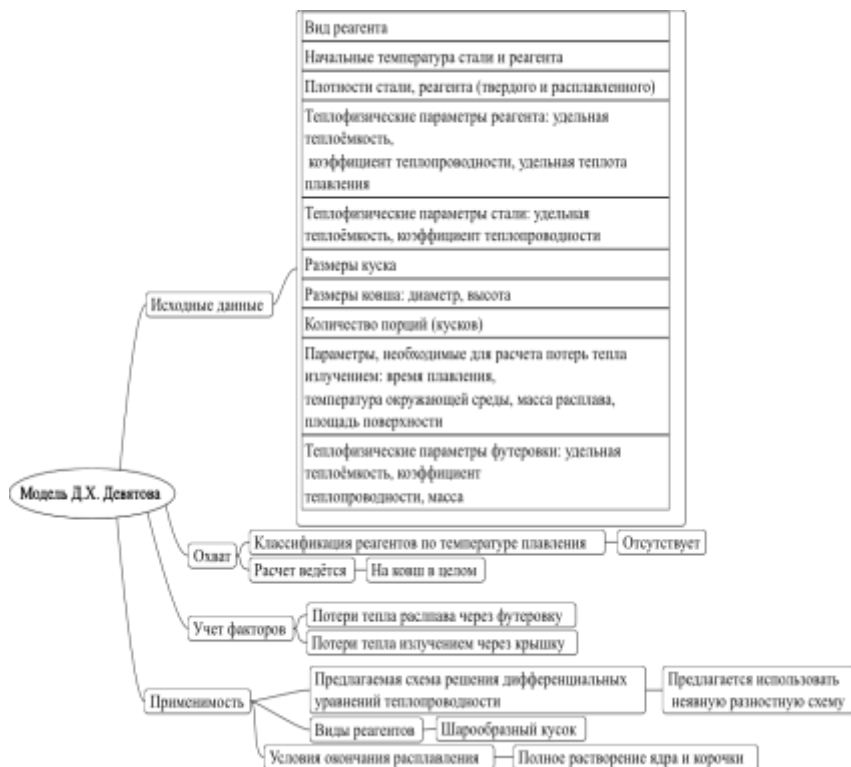 Вид реагента
Начальные температура стали и реагента
Плотности стали, реагента (твердого и расплавленного)
Теплофизические параметры реагента: удельная
теплоёмкость,
коэффициент теплопроводности, удельная теплота
плавления
Теплофизические параметры стали: удельная
теплоёмкость, коэффициент теплопроводности
Размеры куска
Размеры ковша: диаметр, высота
Количество порций (кусков)
Параметры, необходимые для расчета потерь тепла
излучением: время плавления,
температура окружающей среды, масса расплава,
площадь поверхности
Теплофизические параметры футеровки: удельная
теплоёмкость, коэффициент
теплопроводности, масса
Исходные данные
Модель Д.Х. Девятова
Охват
Классификация реагентов по температуре плавления
Отсутствует
Расчет ведётся
На ковш в целом
Учет факторов
Потери тепла раслпава через футеровку
Потери тепла излучением через крышку
Применимость
Предлагаемая схема решения дифференциальных
уравнений теплопроводности
Предлагается использовать
неявную разностную схему
Виды реагентов
Шарообразный кусок
Условия окончания расплавления
Полное растворение ядра и корочки